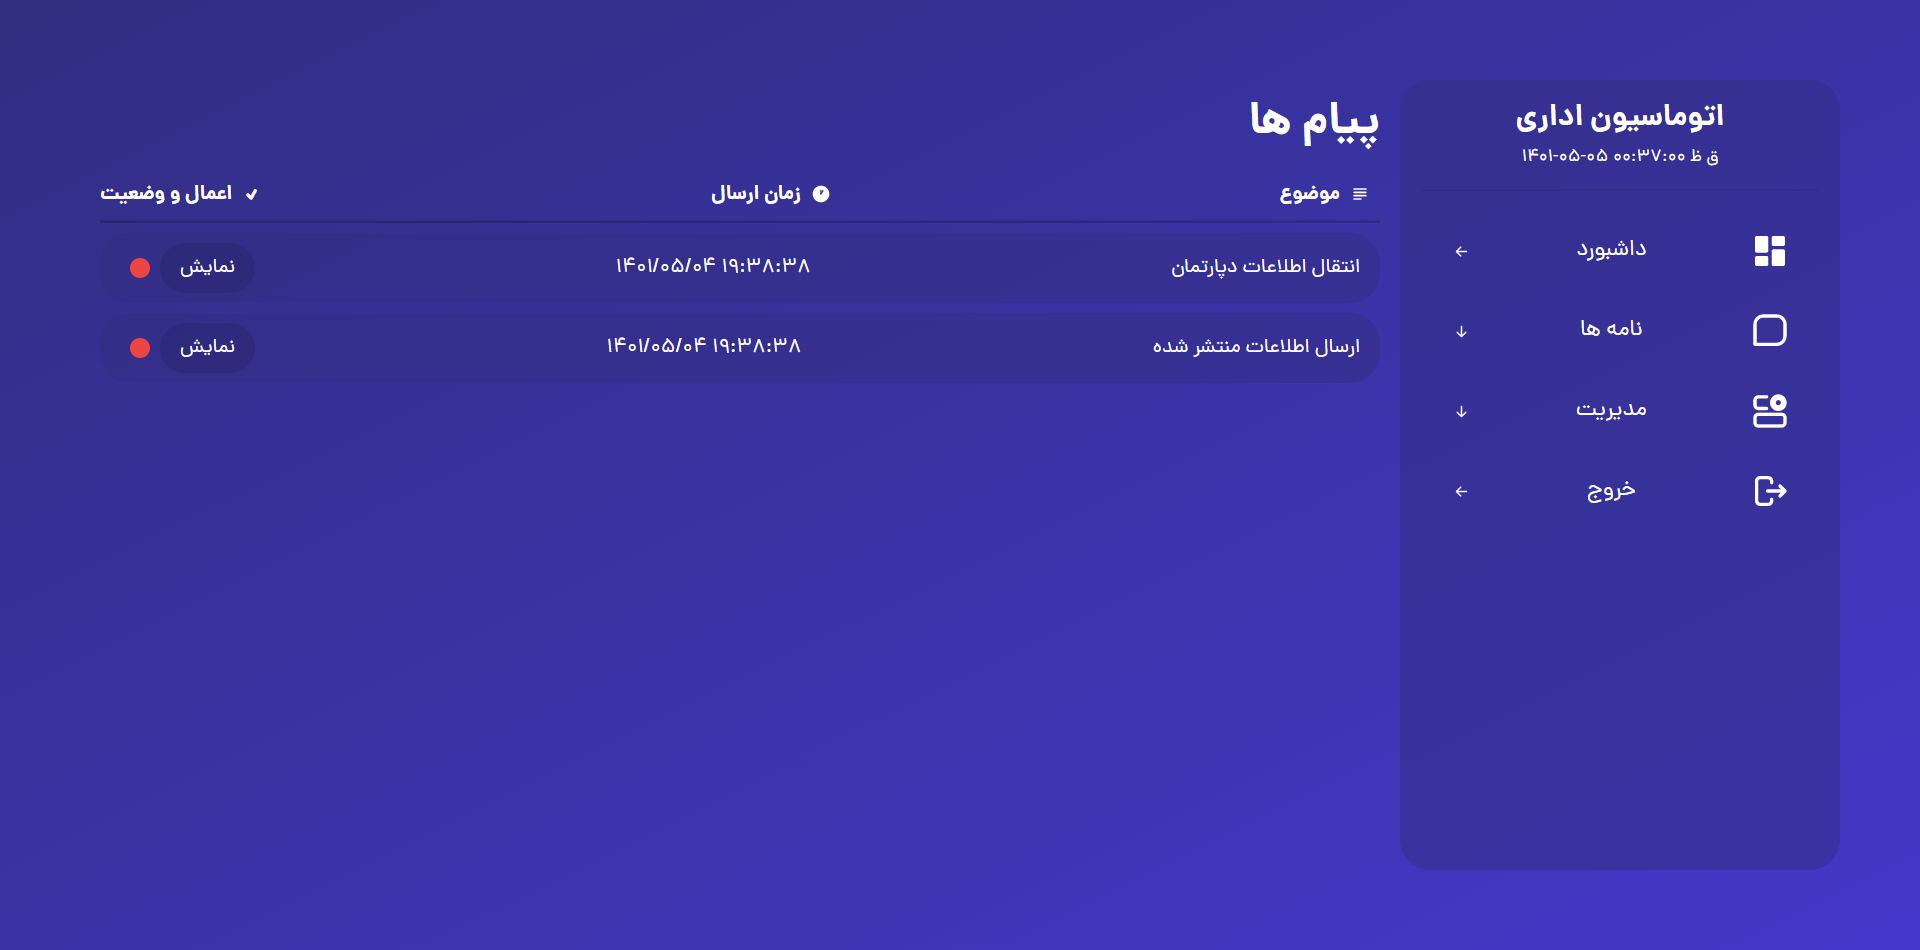 اتوماسیون اداری
۱۴۰۱-۰۵-۰۵ ۰۰:۳۷:۰۰ ق ظ
داشبورد
نامه ها
مدیریت
خروج
پیام ها
موضوع زمان ارسال اعمال و وضعیت
انتقال اطلاعات دپارتمان ۱۴۰۱/۰۵/۰۴ ۱۹:۳۸:۳۸ نمایش
ارسال اطلاعات منتشر شده ۱۴۰۱/۰۵/۰۴ ۱۹:۳۸:۳۸ نمایش